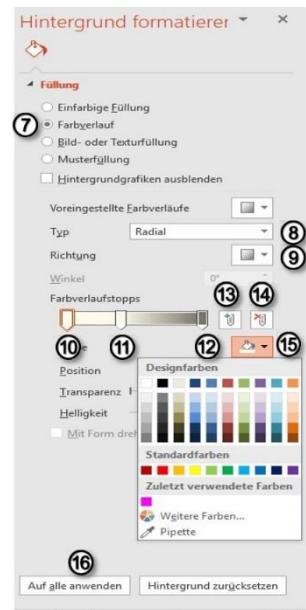 Hintergrund formatierer
Füllung
Einfarbige Füllung
⑦ Farbverlauf
Bild- oder Texturfüllung
Musterfüllung
Hintergrundgrafiken ausblenden
Voreingestellte Farbverläufe
Typ Radial ⑧
Richtung ⑨
Winkel 0°
Farbverlaufstopps ⑬ ⑭
⑩ ⑪ ⑫ ⑮
Position
Transparenz
Helligkeit
Mit Form dreh
Designfarben
Standardfarben
Zuletzt verwendete Farben
Weitere Farben...
Pipette
⑯
Auf alle anwenden Hintergrund zurücksetzen